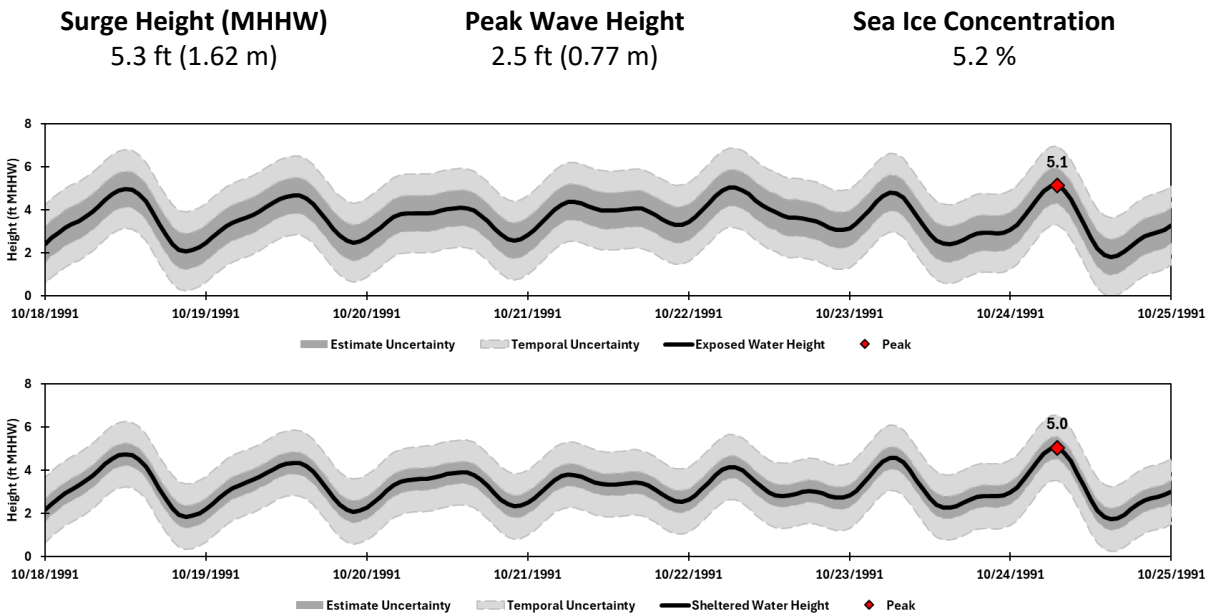 Surge Height (MHHW) Peak Wave Height Sea Ice Concentration
5.3 ft (1.62 m) 2.5 ft (0.77 m) 5.2 %
Height (ft MHHW)
8
6
4
2
0
5.1
10/18/1991 10/19/1991 10/20/1991 10/21/1991 10/22/1991 10/23/1991 10/24/1991 10/25/1991
Estimate Uncertainty Temporal Uncertainty Exposed Water Height Peak
Height (ft MHHW)
8
6
4
2
0
5.0
10/18/1991 10/19/1991 10/20/1991 10/21/1991 10/22/1991 10/23/1991 10/24/1991 10/25/1991
Estimate Uncertainty Temporal Uncertainty Sheltered Water Height Peak